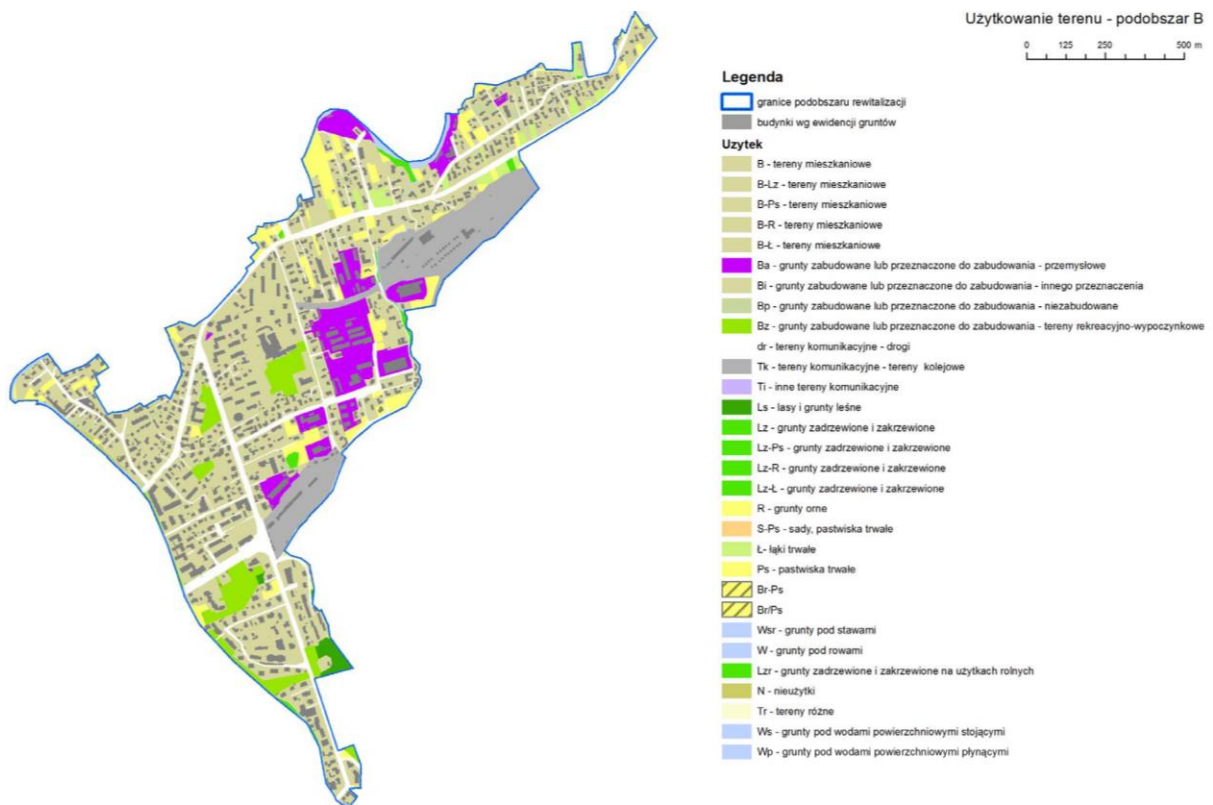 Użytkowanie terenu - podobszar B
0 125 250 500 m
Legenda
granice podobszaru rewitalizacji
budynki wg ewidencji gruntów
Uzytek
B - tereny mieszkaniowe
B-Lz - tereny mieszkaniowe
B-Ps - tereny mieszkaniowe
B-R - tereny mieszkaniowe
B-Ł - tereny mieszkaniowe
Ba - grunty zabudowane lub przeznaczone do zabudowania - przemysłowe
Bi - grunty zabudowane lub przeznaczone do zabudowania - innego przeznaczenia
Bp - grunty zabudowane lub przeznaczone do zabudowania - niezabudowane
Bz - grunty zabudowane lub przeznaczone do zabudowania - tereny rekreacyjno-wypoczynkowe
dr - tereny komunikacyjne - drogi
Tk - tereny komunikacyjne - tereny kolejowe
Ti - inne tereny komunikacyjne
Ls - lasy i grunty leśne
Lz - grunty zadrzewione i zakrzewione
Lz-Ps - grunty zadrzewione i zakrzewione
Lz-R - grunty zadrzewione i zakrzewione
Lz-Ł - grunty zadrzewione i zakrzewione
R - grunty orne
S-Ps - sady, pastwiska trwałe
Ł- łąki trwałe
Ps - pastwiska trwałe
Br-Ps
Br/Ps
Wsr - grunty pod stawami
W - grunty pod rowami
Lzr - grunty zadrzewione i zakrzewione na użytkach rolnych
N - nieużytki
Tr - tereny różne
Ws - grunty pod wodami powierzchniowymi stojącymi
Wp - grunty pod wodami powierzchniowymi płynącymi